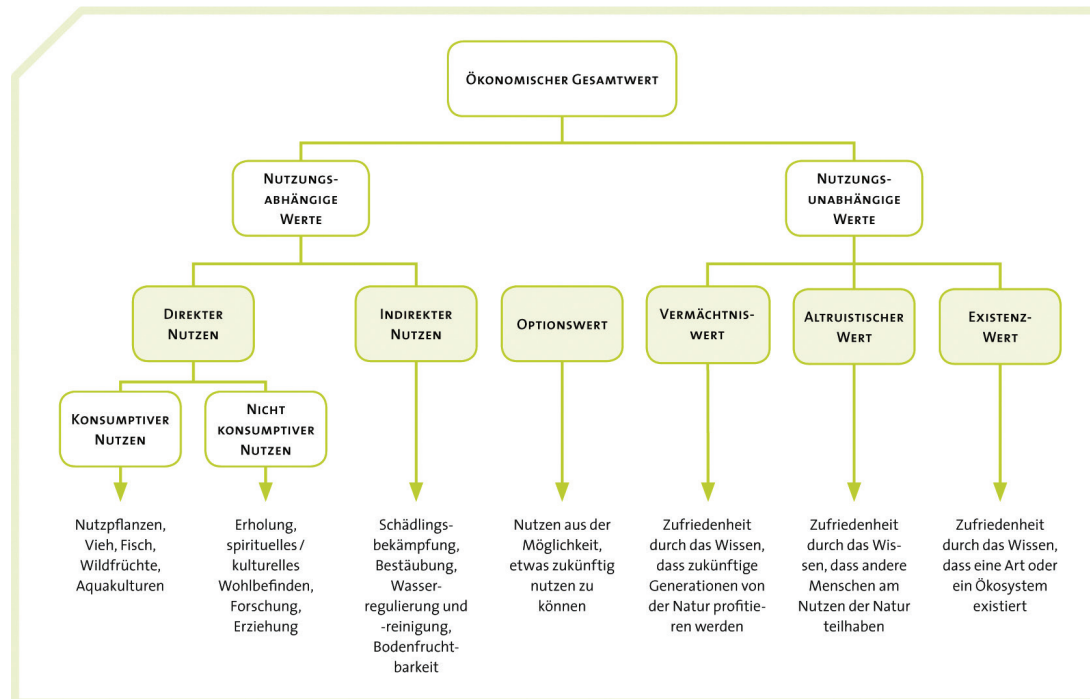 ÖKONOMISCHER GESAMTWERT
NUTZUNGS-
ABHÄNGIGE
WERTE
NUTZUNGS-
UNABHÄNGIGE
WERTE
DIREKTER
NUTZEN
INDIREKTER
NUTZEN
OPTIONSWERT
VERMÄCHTNIS-
WERT
ALTRUISTISCHER
WERT
EXISTENZ-
WERT
KONSUMPTIVER
NUTZEN
NICHT
KONSUMPTIVER
NUTZEN
Nutzpflanzen,
Vieh, Fisch,
Wildfrüchte,
Aquakulturen
Erholung,
spirituelles /
kulturelles
Wohlbefinden,
Forschung,
Erziehung
Schädlings-
bekämpfung,
Bestäubung,
Wasser-
regulierung und
-reinigung,
Bodenfrucht-
barkeit
Nutzen aus der
Möglichkeit,
etwas zukünftig
nutzen zu
können
Zufriedenheit
durch das Wissen,
dass zukünftige
Generationen von
der Natur profitie-
ren werden
Zufriedenheit
durch das Wis-
sen, dass andere
Menschen am
Nutzen der Natur
teilhaben
Zufriedenheit
durch das Wissen,
dass eine Art oder
ein Ökosystem
existiert